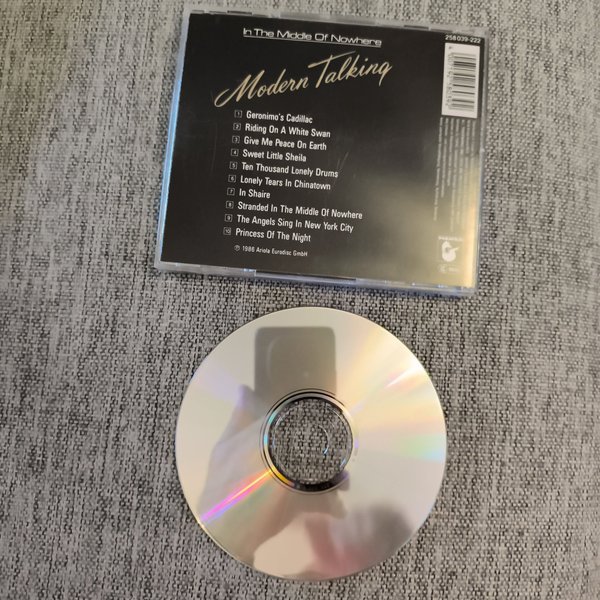 In The Middle Of Nowhere
258 039-222
Modern Talking
1 Geronimo's Cadillac
2 Riding On A White Swan
3 Give Me Peace On Earth
4 Sweet Little Sheila
5 Ten Thousand Lonely Drums
6 Lonely Tears In Chinatown
7 In Shaire
8 Stranded In The Middle Of Nowhere
9 The Angels Sing In New York City
10 Princess Of The Night
℗ 1986 Ariola Eurodisc GmbH